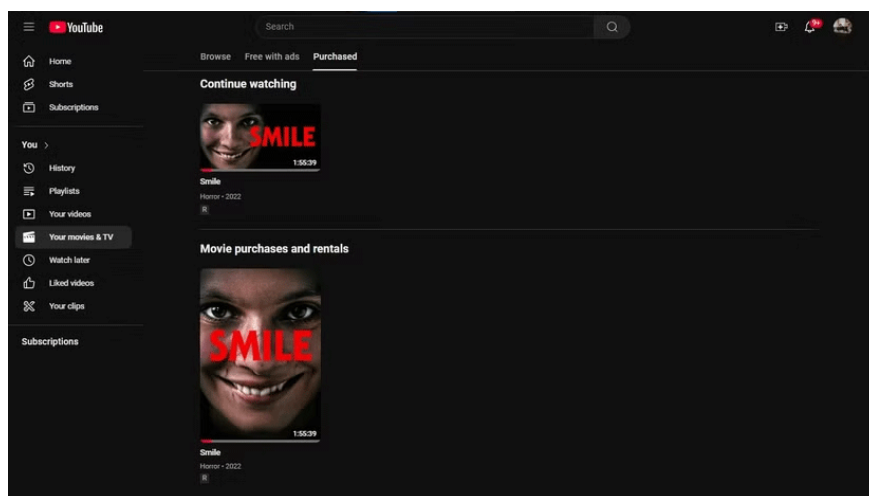 YouTube
Search
9+
Home
Shorts
Subscriptions
You
History
Playlists
Your videos
Your movies & TV
Watch later
Liked videos
Your clips
Subscriptions
Browse Free with ads Purchased
Continue watching
SMILE
1:55:39
Smile
Horror • 2022
R
Movie purchases and rentals
SMILE
1:55:39
Smile
Horror • 2022
R